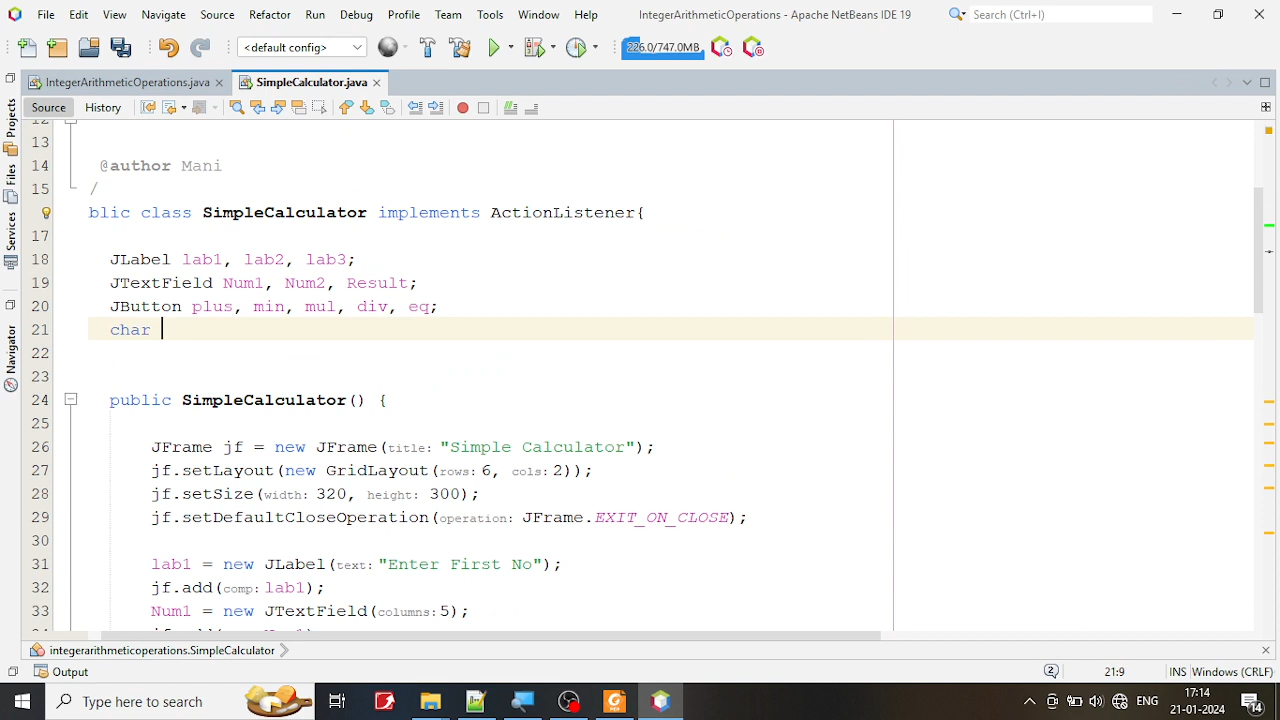 File Edit View Navigate Source Refactor Run Debug Profile Team Tools Window Help IntegerArithmeticOperations - Apache NetBeans IDE 19 Search (Ctrl+I)
<default config> 226.0/747.0MB
IntegerArithmeticOperations.java SimpleCalculator.java
Source History
Projects
Files
Services
Navigator
13
14 @author Mani
15 /
16 blic class SimpleCalculator implements ActionListener{
17
18 JLabel lab1, lab2, lab3;
19 JTextField Num1, Num2, Result;
20 JButton plus, min, mul, div, eq;
21 char
22
23
24 public SimpleCalculator() {
25
26 JFrame jf = new JFrame(title: "Simple Calculator");
27 jf.setLayout(new GridLayout(rows: 6, cols: 2));
28 jf.setSize(width: 320, height: 300);
29 jf.setDefaultCloseOperation(operation: JFrame.EXIT_ON_CLOSE);
30
31 lab1 = new JLabel(text: "Enter First No");
32 jf.add(comp: lab1);
33 Num1 = new JTextField(columns: 5);
integerarithmeticoperations.SimpleCalculator
Output 2 21:9 INS Windows (CRLF)
Type here to search ENG 17:14
21-01-2024 14